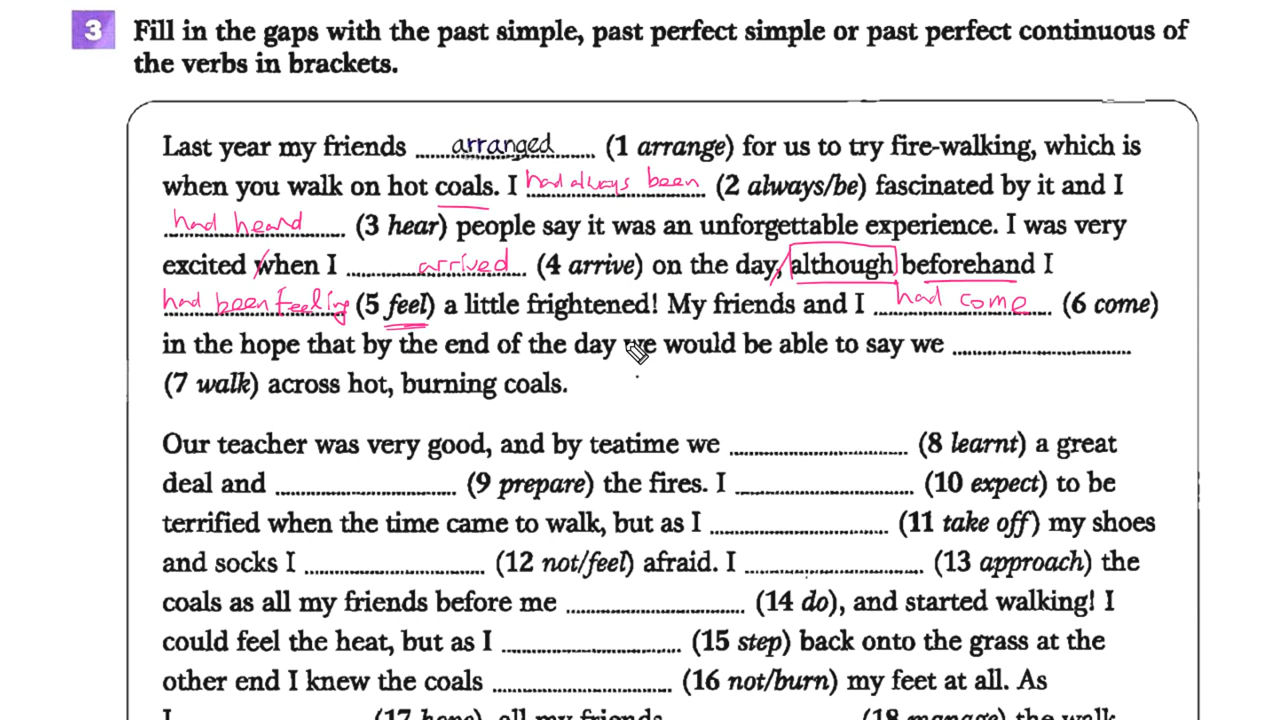 3 Fill in the gaps with the past simple, past perfect simple or past perfect continuous of
the verbs in brackets.
Last year my friends arranged (1 arrange) for us to try fire-walking, which is
when you walk on hot coals. I had always been (2 always/be) fascinated by it and I
had heard (3 hear) people say it was an unforgettable experience. I was very
excited when I arrived (4 arrive) on the day, although beforehand I
had been feeling (5 feel) a little frightened! My friends and I had come (6 come)
in the hope that by the end of the day we would be able to say we ....................
(7 walk) across hot, burning coals.
Our teacher was very good, and by teatime we .................... (8 learnt) a great
deal and .................... (9 prepare) the fires. I .................... (10 expect) to be
terrified when the time came to walk, but as I .................... (11 take off) my shoes
and socks I .................... (12 not/feel) afraid. I .................... (13 approach) the
coals as all my friends before me .................... (14 do), and started walking! I
could feel the heat, but as I .................... (15 step) back onto the grass at the
other end I knew the coals .................... (16 not/burn) my feet at all. As
I .................... (17 hope), all my friends .................... (18 manage) the walk